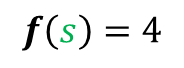 f(s) = 4